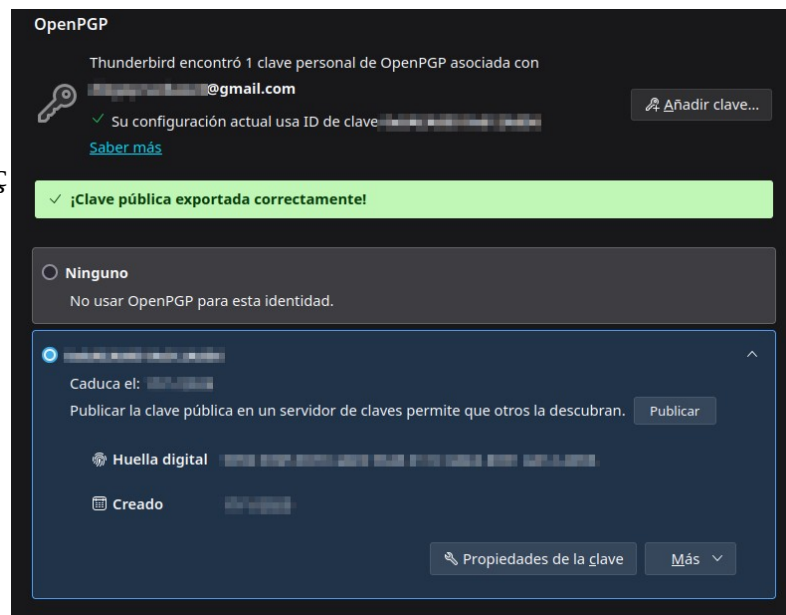 OpenPGP
Thunderbird encontró 1 clave personal de OpenPGP asociada con
@gmail.com
Su configuración actual usa ID de clave
Añadir clave...
Saber más
¡Clave pública exportada correctamente!
Ninguno
No usar OpenPGP para esta identidad.
Caduca el:
Publicar la clave pública en un servidor de claves permite que otros la descubran. Publicar
Huella digital
Creado
Propiedades de la clave Más